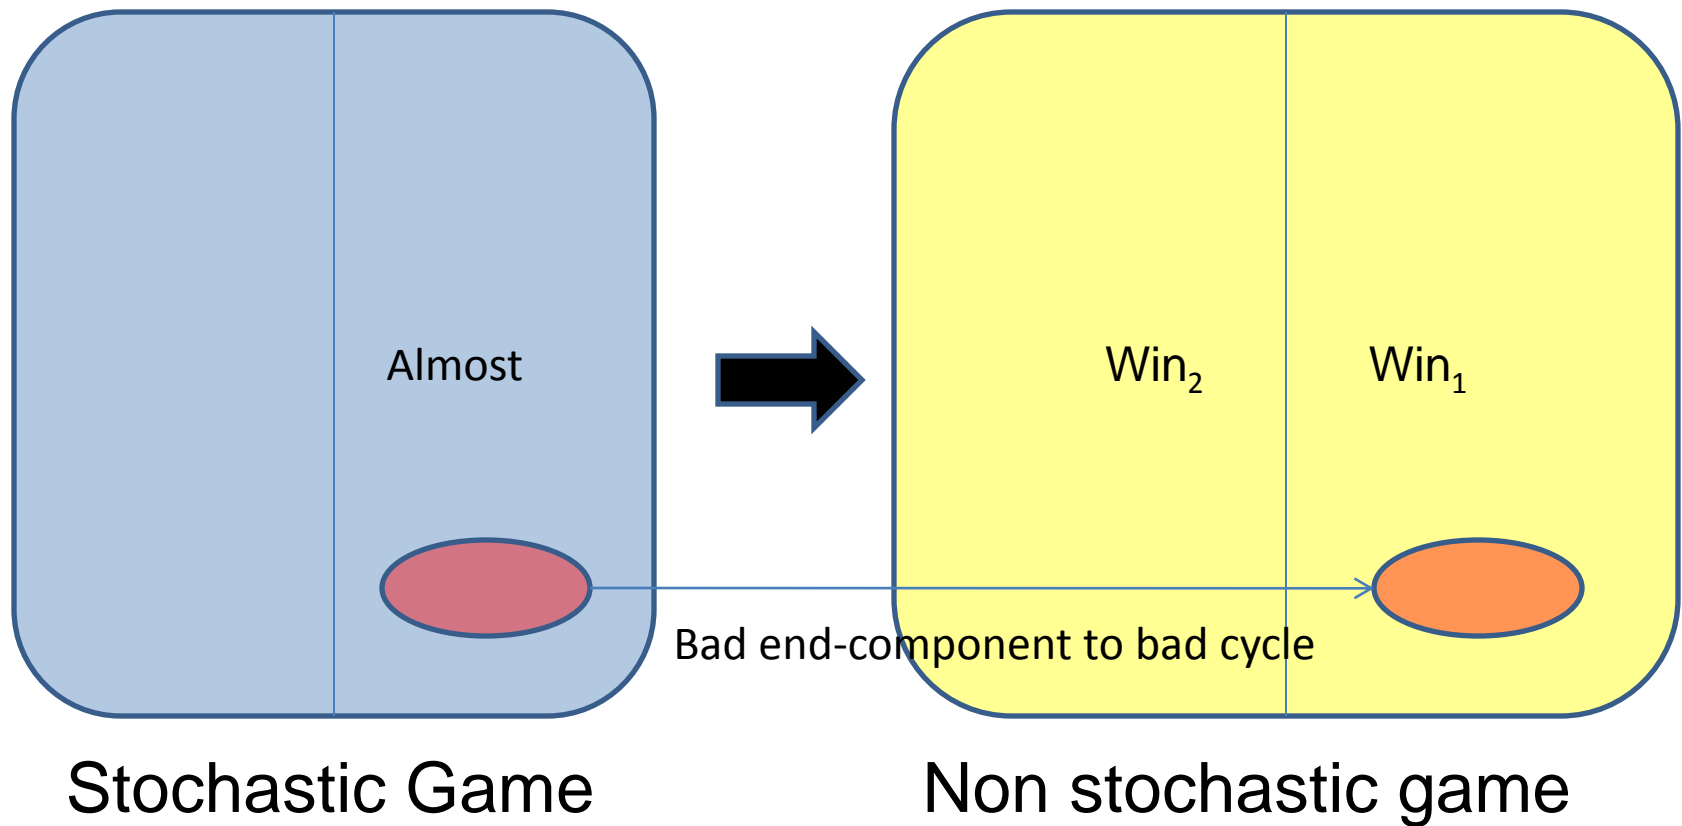 Almost
Win₂
Win₁
Bad end-component to bad cycle
Stochastic Game
Non stochastic game